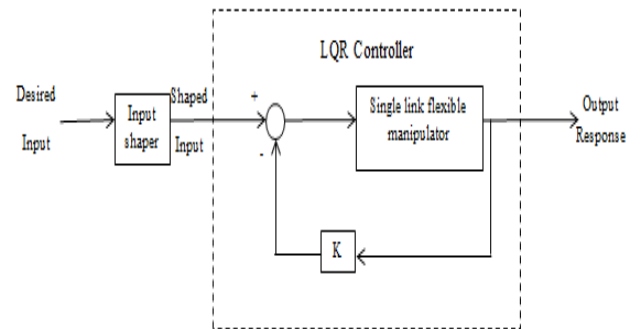 LQR Controller
Desired
Input
Input
shaper
Shaped
Input
+
-
Single link flexible
manipulator
Output
Response
K